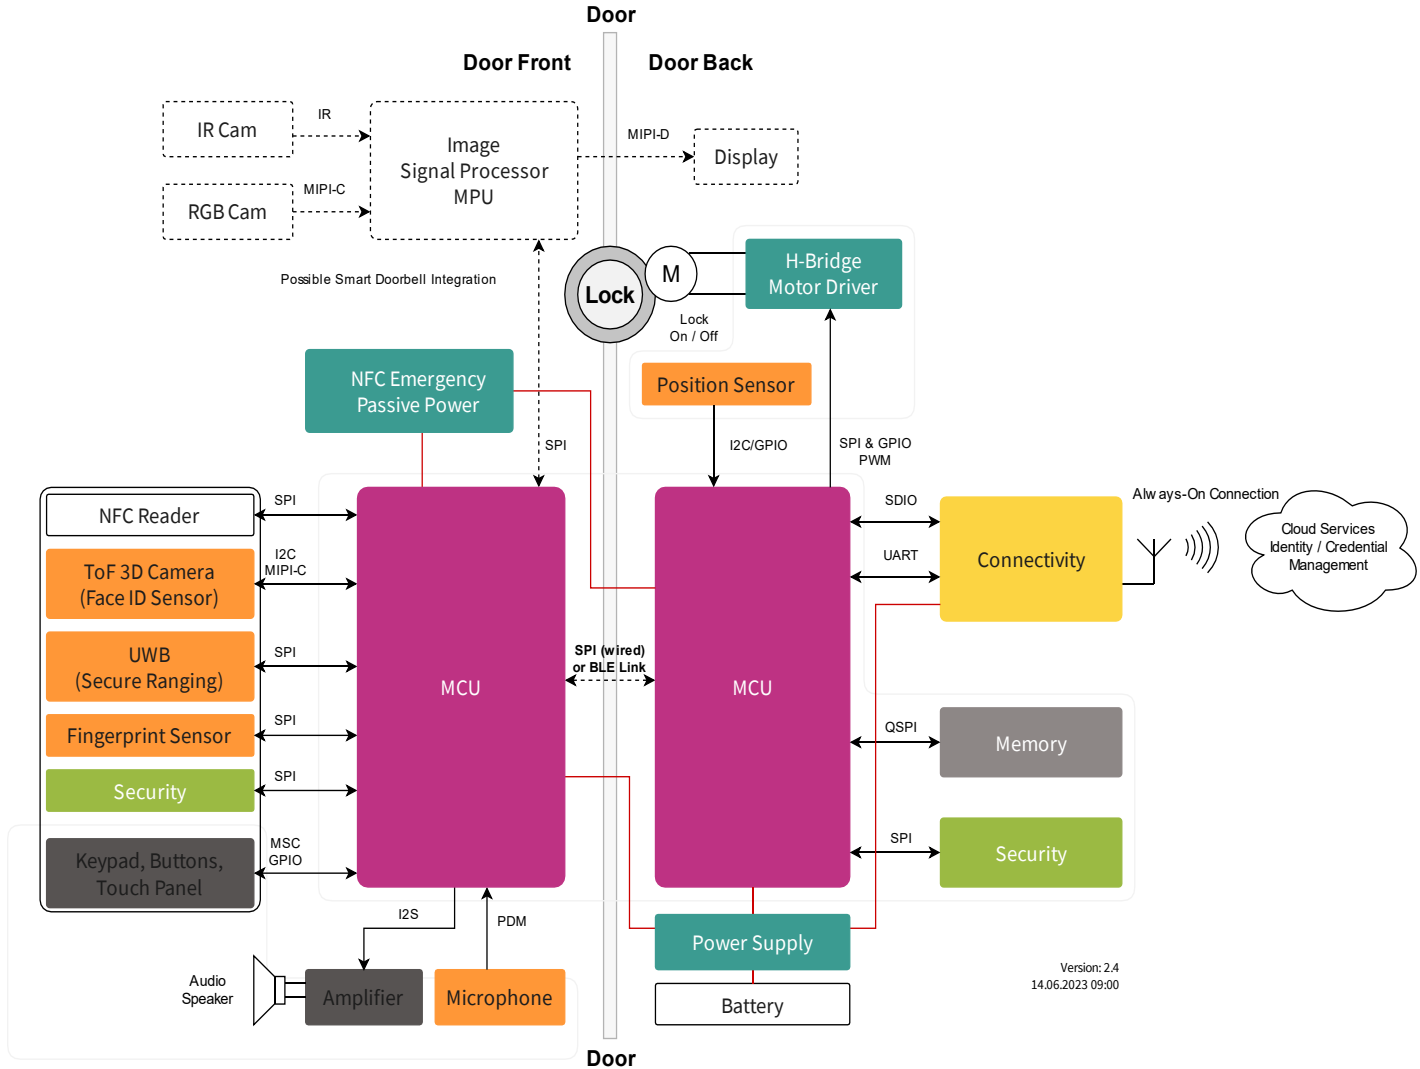 Door
Door Front
Door Back
IR Cam
IR
Image
Signal Processor
MPU
MIPI-D
Display
RGB Cam
MIPI-C
Possible Smart Doorbell Integration
Lock
M
H-Bridge
Motor Driver
Lock
On / Off
NFC Emergency
Passive Power
Position Sensor
SPI
I2C/GPIO
SPI & GPIO
PWM
NFC Reader
SPI
ToF 3D Camera
(Face ID Sensor)
I2C
MIPI-C
UWB
(Secure Ranging)
SPI
Fingerprint Sensor
SPI
Security
SPI
Keypad, Buttons,
Touch Panel
MSC
GPIO
MCU
SPI (wired)
or BLE Link
MCU
SDIO
UART
Connectivity
Always-On Connection
Cloud Services
Identity / Credential
Management
QSPI
Memory
SPI
Security
I2S
PDM
Audio
Speaker
Amplifier
Microphone
Power Supply
Battery
Version: 2.4
14.06.2023 09:00
Door